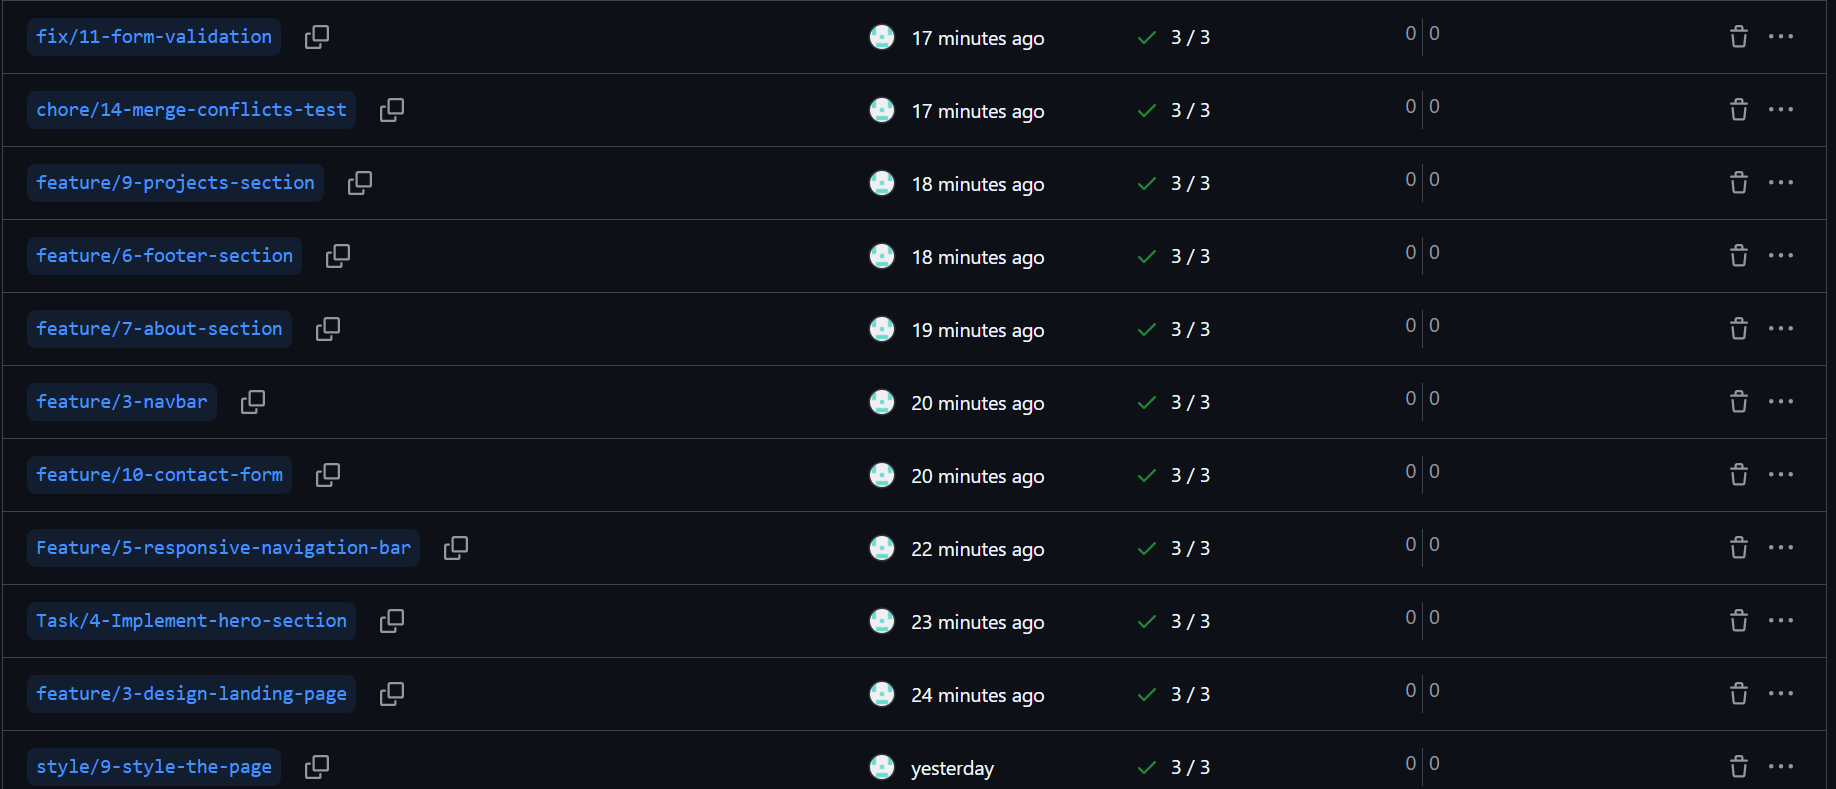 fix/11-form-validation 17 minutes ago 3 / 3 0 0
chore/14-merge-conflicts-test 17 minutes ago 3 / 3 0 0
feature/9-projects-section 18 minutes ago 3 / 3 0 0
feature/6-footer-section 18 minutes ago 3 / 3 0 0
feature/7-about-section 19 minutes ago 3 / 3 0 0
feature/3-navbar 20 minutes ago 3 / 3 0 0
feature/10-contact-form 20 minutes ago 3 / 3 0 0
Feature/5-responsive-navigation-bar 22 minutes ago 3 / 3 0 0
Task/4-Implement-hero-section 23 minutes ago 3 / 3 0 0
feature/3-design-landing-page 24 minutes ago 3 / 3 0 0
style/9-style-the-page yesterday 3 / 3 0 0